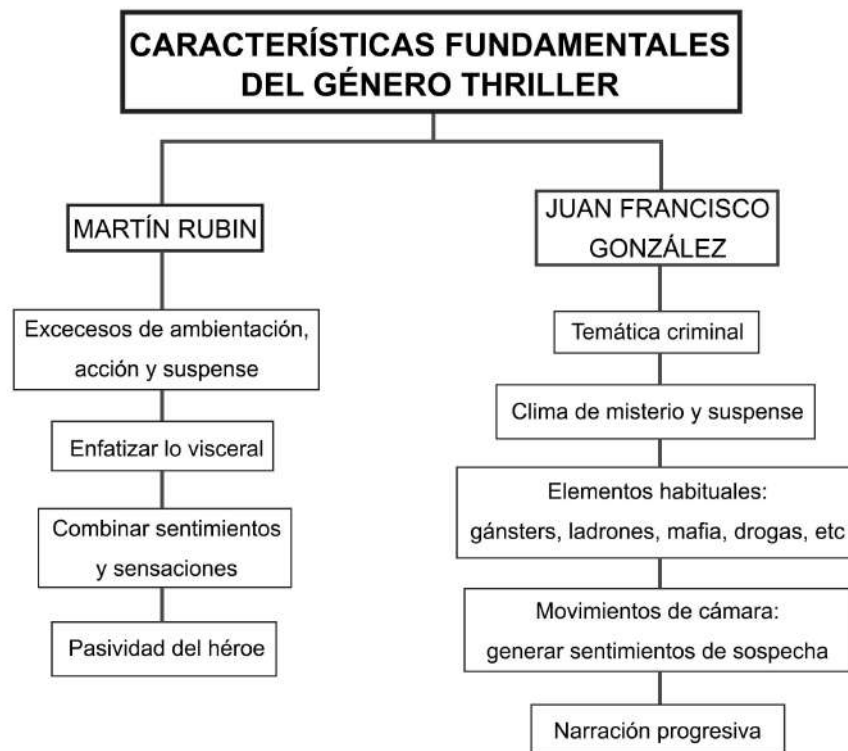 CARACTERÍSTICAS FUNDAMENTALES
DEL GÉNERO THRILLER
MARTÍN RUBIN
Excecesos de ambientación,
acción y suspense
Enfatizar lo visceral
Combinar sentimientos
y sensaciones
Pasividad del héroe
JUAN FRANCISCO
GONZÁLEZ
Temática criminal
Clima de misterio y suspense
Elementos habituales:
gánsters, ladrones, mafia, drogas, etc
Movimientos de cámara:
generar sentimientos de sospecha
Narración progresiva